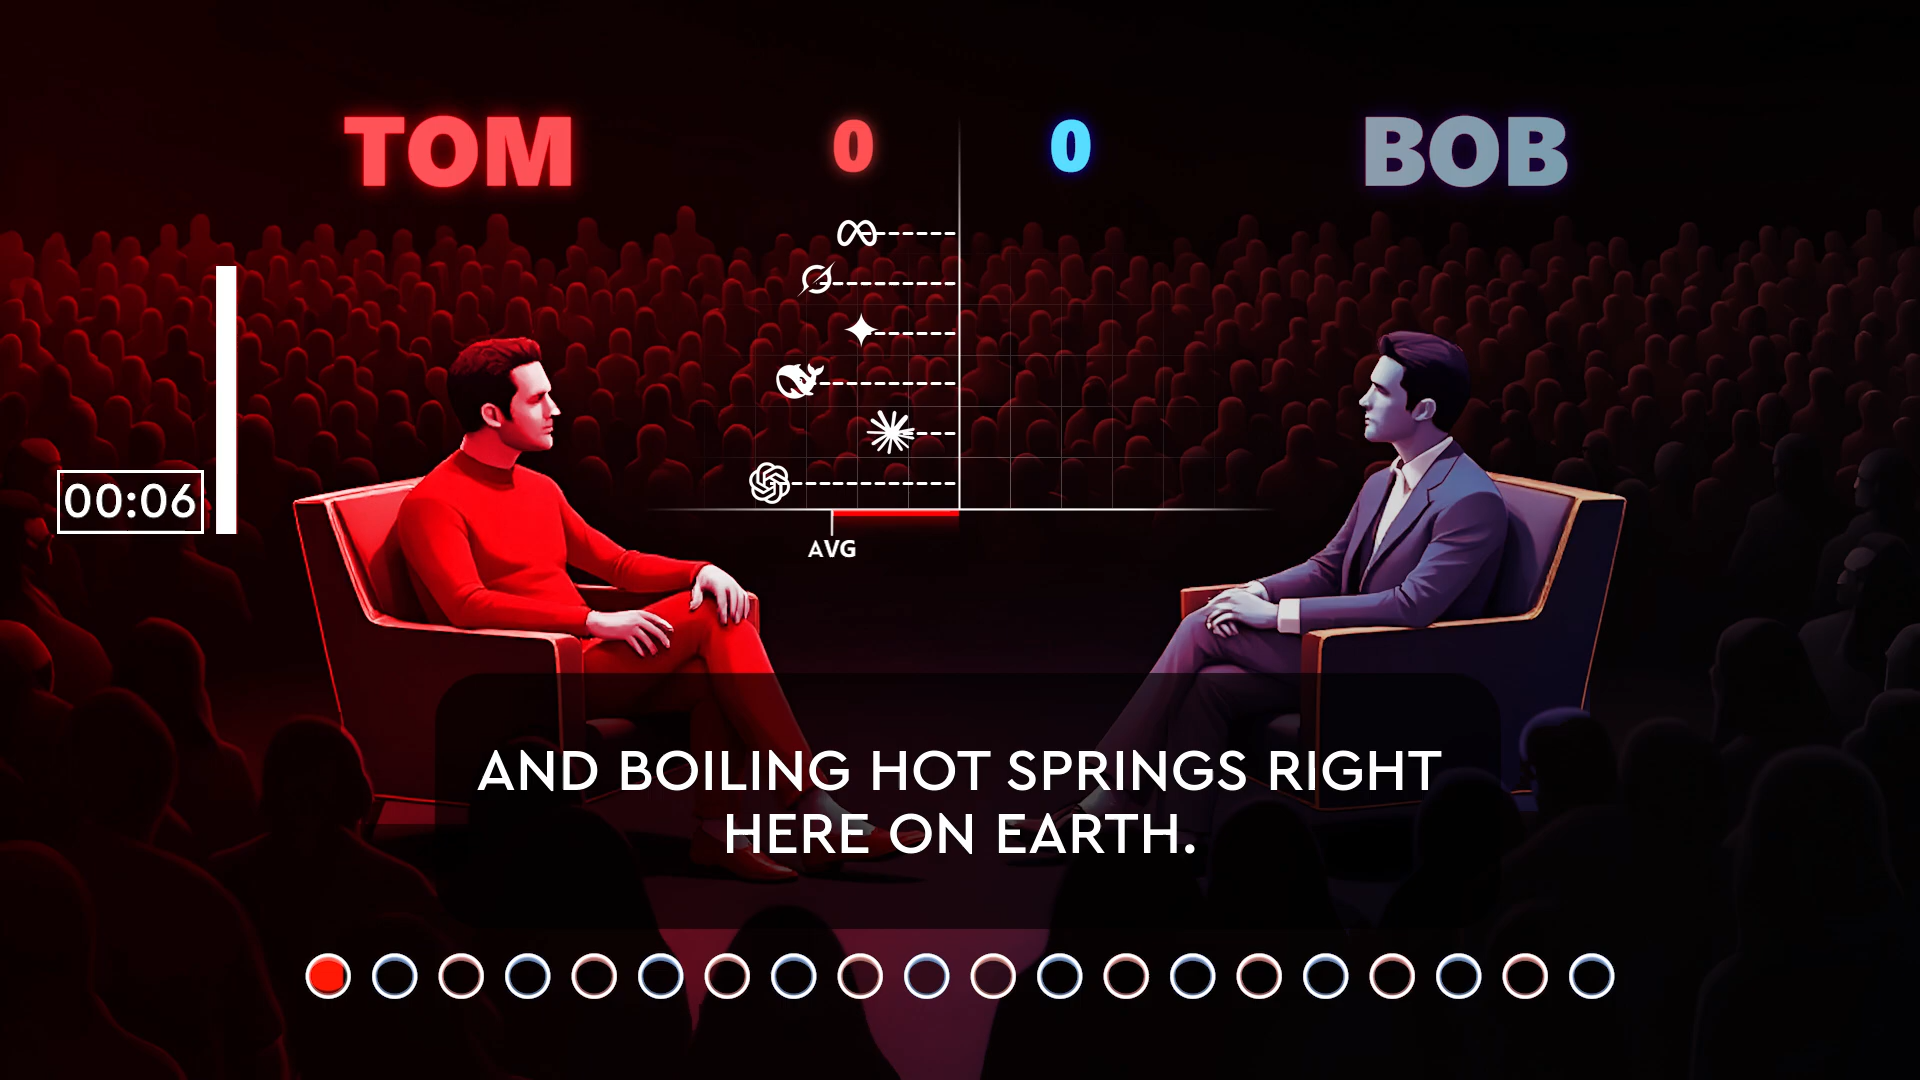 TOM 0 0 BOB
00:06
AVG
AND BOILING HOT SPRINGS RIGHT
HERE ON EARTH.